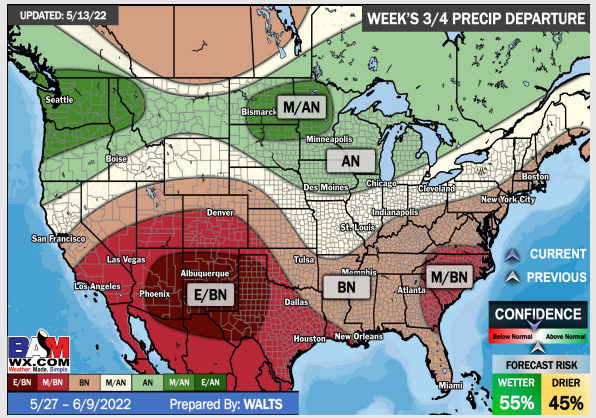 UPDATED: 5/13/22
WEEK'S 3/4 PRECIP DEPARTURE
Seattle
Bismarck
M/AN
Minneapolis
AN
Boise
Des Moines
Chicago
Cleveland
Boston
New York City
Indianapolis
Denver
St. Louis
San Francisco
CURRENT
PREVIOUS
Las Vegas
Tulsa
Memphis
Albuquerque
Los Angeles
Phoenix
E/BN
BN
Atlanta
M/BN
Dallas
Houston
New Orleans
Miami
CONFIDENCE
Below Normal
Above Normal
FORECAST RISK
WETTER
DRIER
55%
45%
BAM
WX.COM
Weather. Made. Simple.
E/BN M/BN BN M/AN AN M/AN E/AN
5/27 – 6/9/2022 Prepared By: WALTS